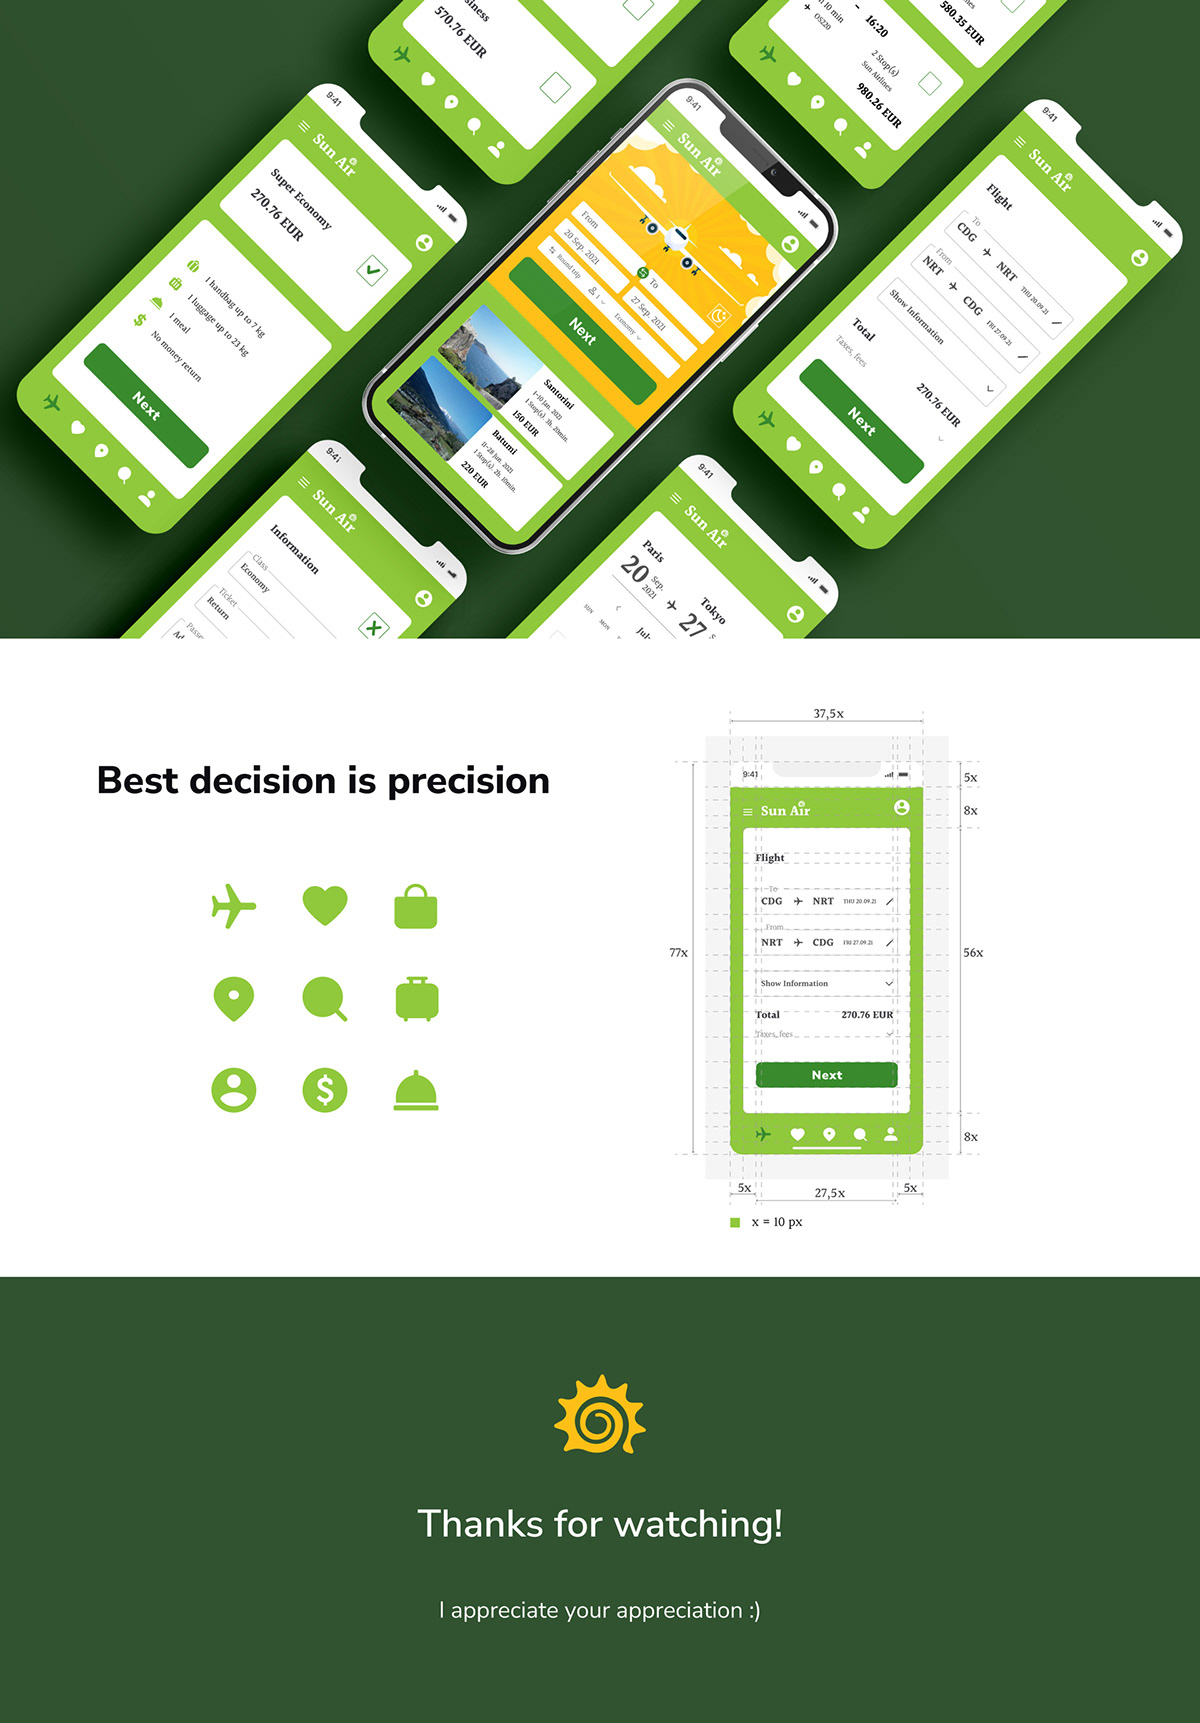 siness
570.76 EUR
10 min
OS220
16:20
2 Stop(s)
Sun Airlines
980.26 EUR
580.35 EUR
9:41
Sun Air
Super Economy
270.76 EUR
1 handbag up to 7 kg
1 luggage up to 23 kg
1 meal
No money return
Next
9:41
Sun Air
From
To
20 Sep. 2021
27 Sep. 2021
Round trip
1
Economy
Next
Santorini
1-10 Jan. 2021
1 Stop(s). 3h. 20min.
150 EUR
Batumi
11-28 Jun. 2021
1 Stop(s). 2h. 10min.
220 EUR
9:41
Sun Air
Flight
To
CDG NRT THU 20.09.21
From
NRT CDG FRI 27.09.21
Show Information
Total
270.76 EUR
Taxes, fees
Next
9:41
Sun Air
Information
Class
Economy
Ticket
Return
Passe
Ad
9:41
Sun Air
Paris
20 Sep. 2021
Tokyo
27 S
SUN
MON
July
Best decision is precision
37,5x
9:41
5x
Sun Air
8x
Flight
To
CDG NRT THU 20.09.21
From
NRT CDG FRI 27.09.21
77x
56x
Show Information
Total 270.76 EUR
Taxes, fees
Next
8x
5x
27,5x
5x
x = 10 px
Thanks for watching!
I appreciate your appreciation :)